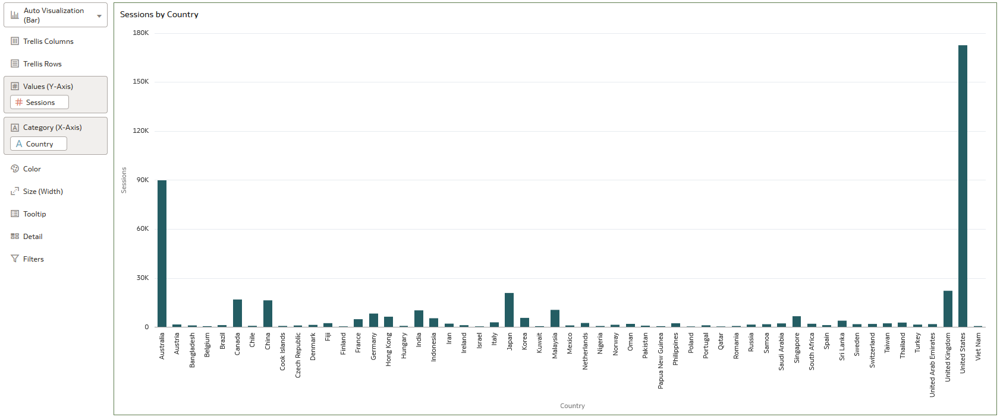 Auto Visualization
(Bar)
Trellis Columns
Trellis Rows
Values (Y-Axis)
# Sessions
Category (X-Axis)
A Country
Color
Size (Width)
Tooltip
Detail
Filters
Sessions by Country
180K
150K
120K
90K
60K
30K
0
Sessions
Australia
Austria
Bangladesh
Belgium
Brazil
Canada
Chile
China
Cook Islands
Czech Republic
Denmark
Fiji
Finland
France
Germany
Hong Kong
Hungary
India
Indonesia
Iran
Ireland
Israel
Italy
Japan
Korea
Kuwait
Malaysia
Mexico
Netherlands
Nigeria
Norway
Oman
Pakistan
Papua New Guinea
Philippines
Poland
Portugal
Qatar
Romania
Russia
Samoa
Saudi Arabia
Singapore
South Africa
Spain
Sri Lanka
Sweden
Switzerland
Taiwan
Thailand
Turkey
United Arab Emirates
United Kingdom
United States
Viet Nam
Country